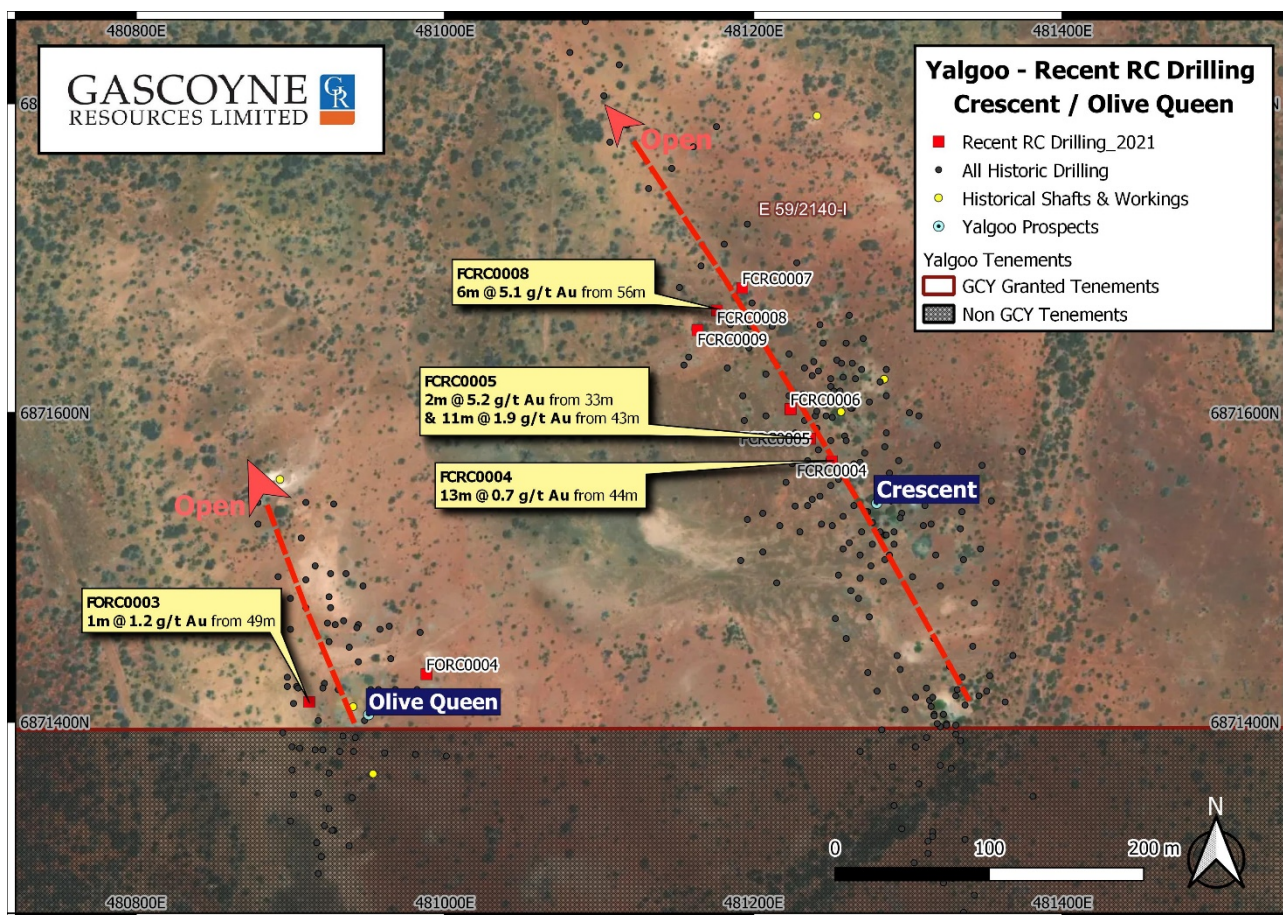 480800E
481000E
481200E
481400E
GASCOYNE
RESOURCES LIMITED
GR
Yalgoo - Recent RC Drilling
Crescent / Olive Queen
Recent RC Drilling_2021
All Historic Drilling
Historical Shafts & Workings
Yalgoo Prospects
Yalgoo Tenements
GCY Granted Tenements
Non GCY Tenements
Open
E 59/2140-I
FCRC0008
6m @ 5.1 g/t Au from 56m
FCRC0007
FCRC0008
FCRC0009
FCRC0005
2m @ 5.2 g/t Au from 33m
& 11m @ 1.9 g/t Au from 43m
6871600N
FCRC0006
6871600N
FCRC0005
FCRC0004
13m @ 0.7 g/t Au from 44m
FCRC0004
Crescent
Open
FORC0003
1m @ 1.2 g/t Au from 49m
FORC0004
Olive Queen
6871400N
6871400N
N
0
100
200 m
480800E
481000E
481200E
481400E